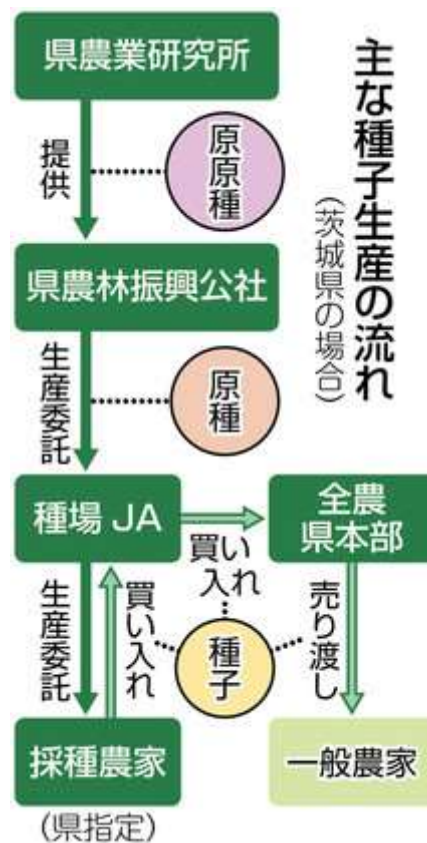 主な種子生産の流れ
(茨城県の場合)
県農業研究所
提供
原原種
県農林振興公社
生産委託
原種
種場JA
買い
入れ
全農
県本部
生産委託
買い入れ
種子
売り渡し
採種農家
(県指定)
一般農家